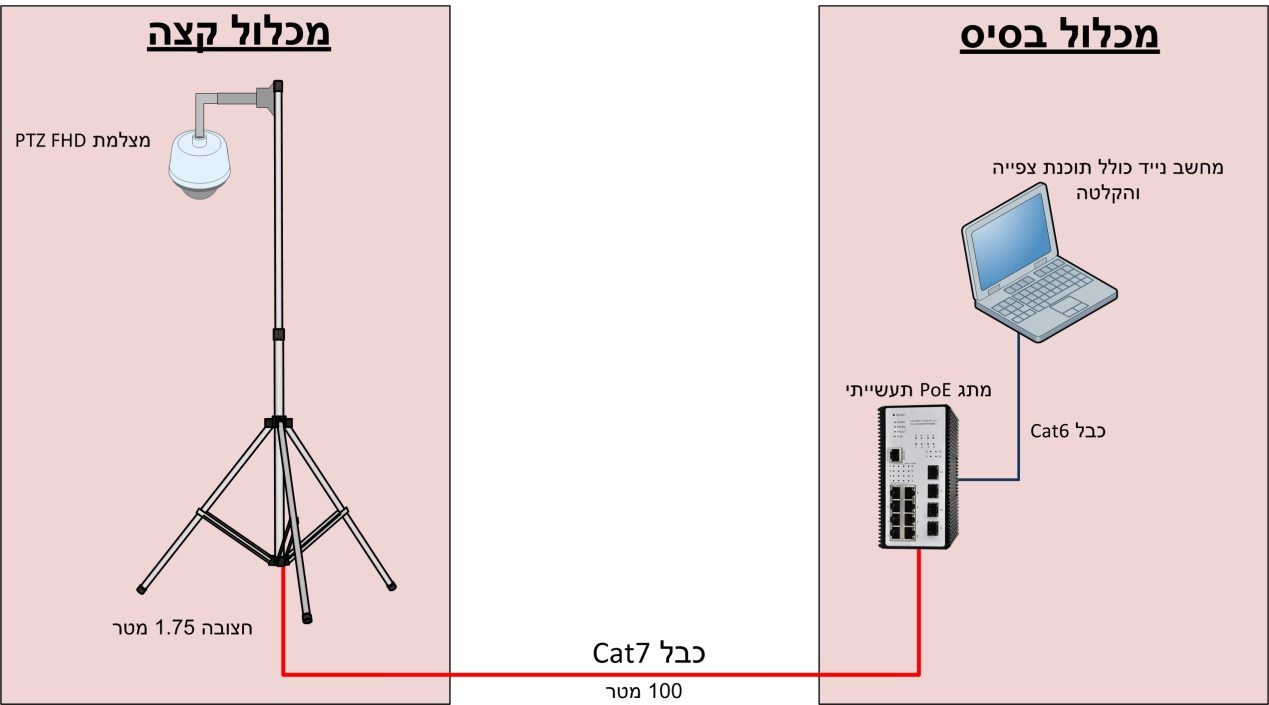 מכלול בסיס
מחשב נייד כולל תוכנת צפייה
והקלטה
מתג PoE תעשייתי
כבל Cat6
כבל Cat7
100 מטר
מכלול קצה
מצלמת PTZ FHD
חצובה 1.75 מטר